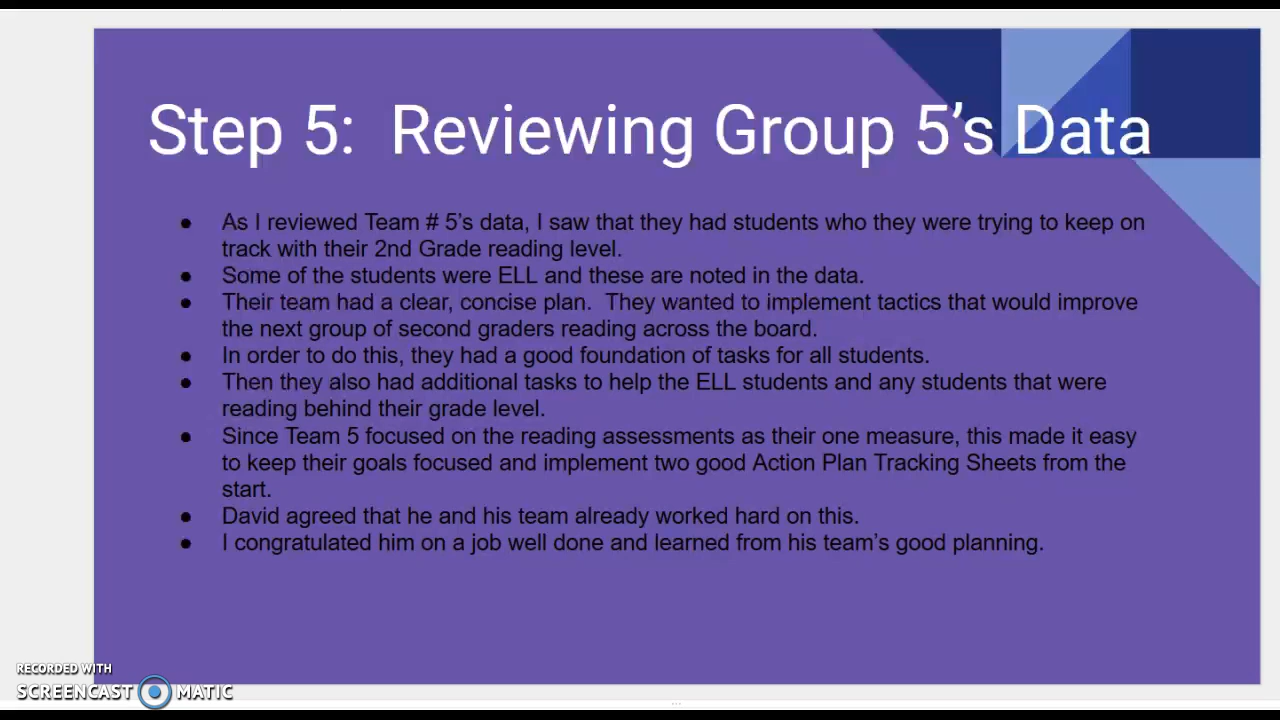 Step 5:  Reviewing Group 5’s Data
● As I reviewed Team # 5’s data, I saw that they had students who they were trying to keep on
track with their 2nd Grade reading level.
● Some of the students were ELL and these are noted in the data.
● Their team had a clear, concise plan.  They wanted to implement tactics that would improve
the next group of second graders reading across the board.
● In order to do this, they had a good foundation of tasks for all students.
● Then they also had additional tasks to help the ELL students and any students that were
reading behind their grade level.
● Since Team 5 focused on the reading assessments as their one measure, this made it easy
to keep their goals focused and implement two good Action Plan Tracking Sheets from the
start.
● David agreed that he and his team already worked hard on this.
● I congratulated him on a job well done and learned from his team’s good planning.
RECORDED WITH
SCREENCAST MATIC